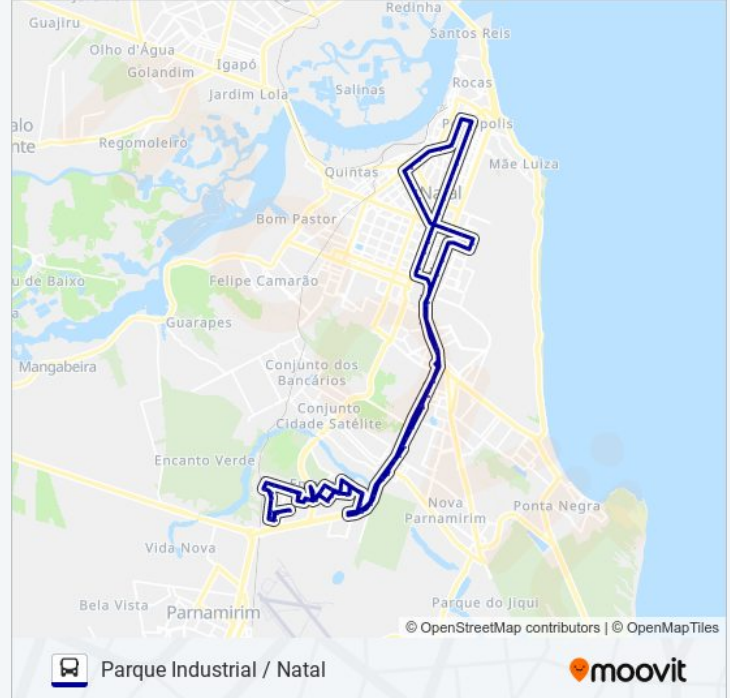 Redinha
Guajiru
Santos Reis
Olho d'Água
Igapó
Golandim
Rocas
Salinas
Jardim Lola
Regomoleiro
Mãe Luiza
Quintas
Natal
Bom Pastor
u de Baixo
Felipe Camarão
Guarapes
Mangabeira
Conjunto dos
Bancários
Conjunto
Cidade Satélite
Encanto Verde
Nova
Parnamirim
Ponta Negra
Vida Nova
Bela Vista
Parnamirim
Parque do Jiqui
© OpenStreetMap contributors | © OpenMapTiles
Parque Industrial / Natal
moovit